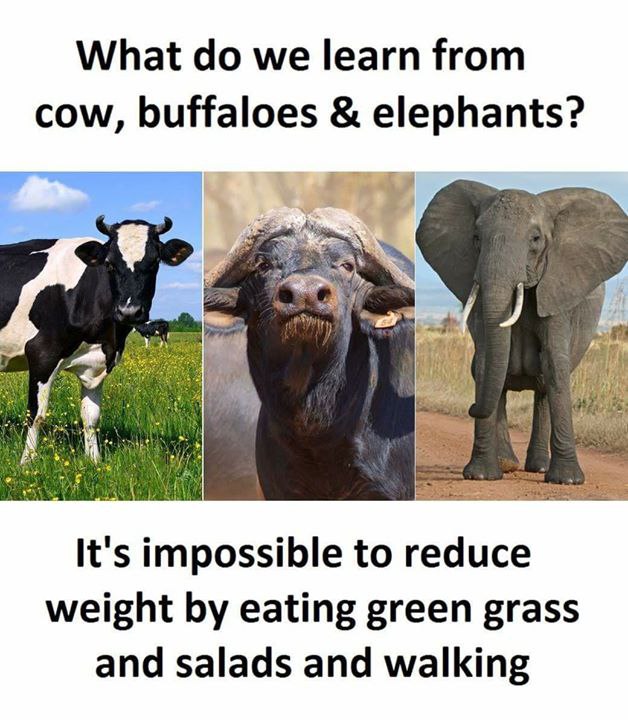 What do we learn from
cow, buffaloes & elephants?
It's impossible to reduce
weight by eating green grass
and salads and walking